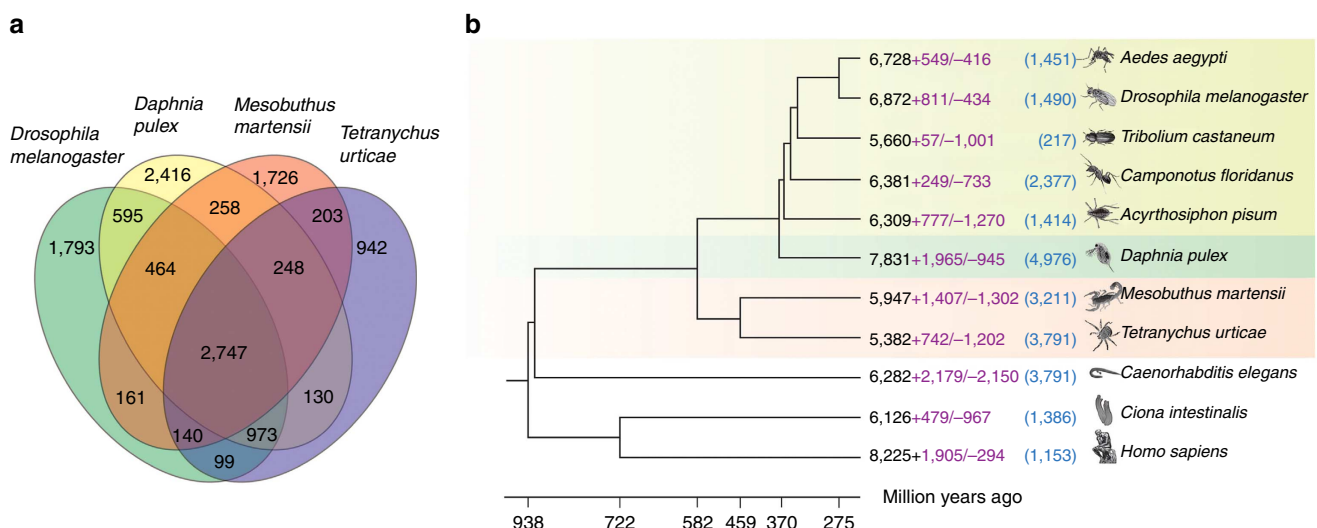 a
Daphnia
pulex
Mesobuthus
martensii
Drosophila
melanogaster
Tetranychus
urticae
2,416
1,726
595
258
203
1,793
942
464
248
2,747
161
130
140
973
99
b
6,728+549/–416 (1,451) Aedes aegypti
6,872+811/–434 (1,490) Drosophila melanogaster
5,660+57/–1,001 (217) Tribolium castaneum
6,381+249/–733 (2,377) Camponotus floridanus
6,309+777/–1,270 (1,414) Acyrthosiphon pisum
7,831+1,965/–945 (4,976) Daphnia pulex
5,947+1,407/–1,302 (3,211) Mesobuthus martensii
5,382+742/–1,202 (3,791) Tetranychus urticae
6,282+2,179/–2,150 (3,791) Caenorhabditis elegans
6,126+479/–967 (1,386) Ciona intestinalis
8,225+1,905/–294 (1,153) Homo sapiens
Million years ago
938 722 582 459 370 275